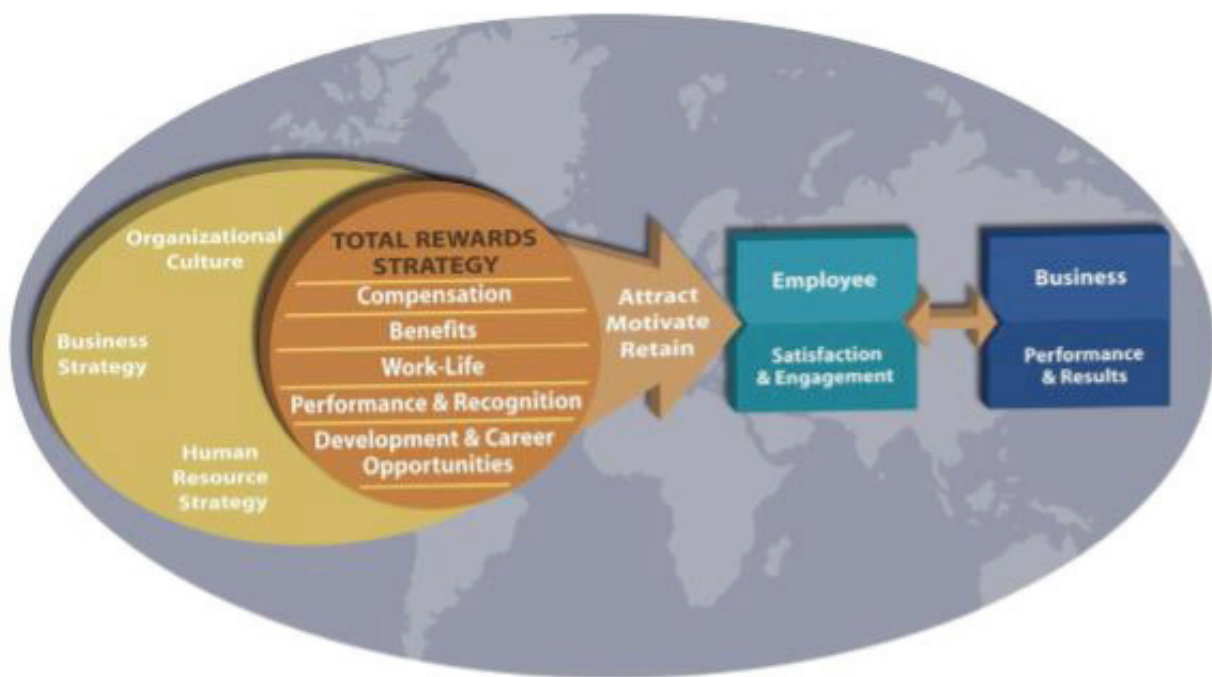 Organizational
Culture
Business
Strategy
Human
Resource
Strategy
TOTAL REWARDS
STRATEGY
Compensation
Benefits
Work-Life
Performance & Recognition
Development & Career
Opportunities
Attract
Motivate
Retain
Employee
Satisfaction
& Engagement
Business
Performance
& Results